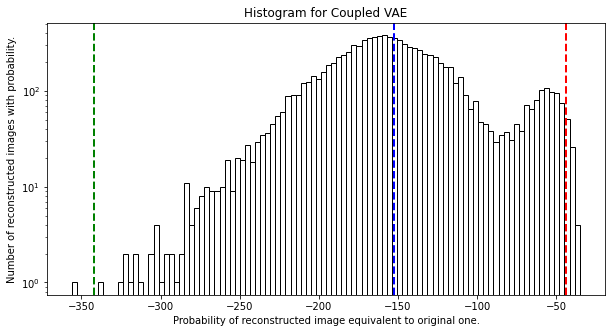 Histogram for Coupled VAE
Number of reconstructed images with probability.
10²
10¹
10⁰
−350 −300 −250 −200 −150 −100 −50
Probability of reconstructed image equivalent to original one.